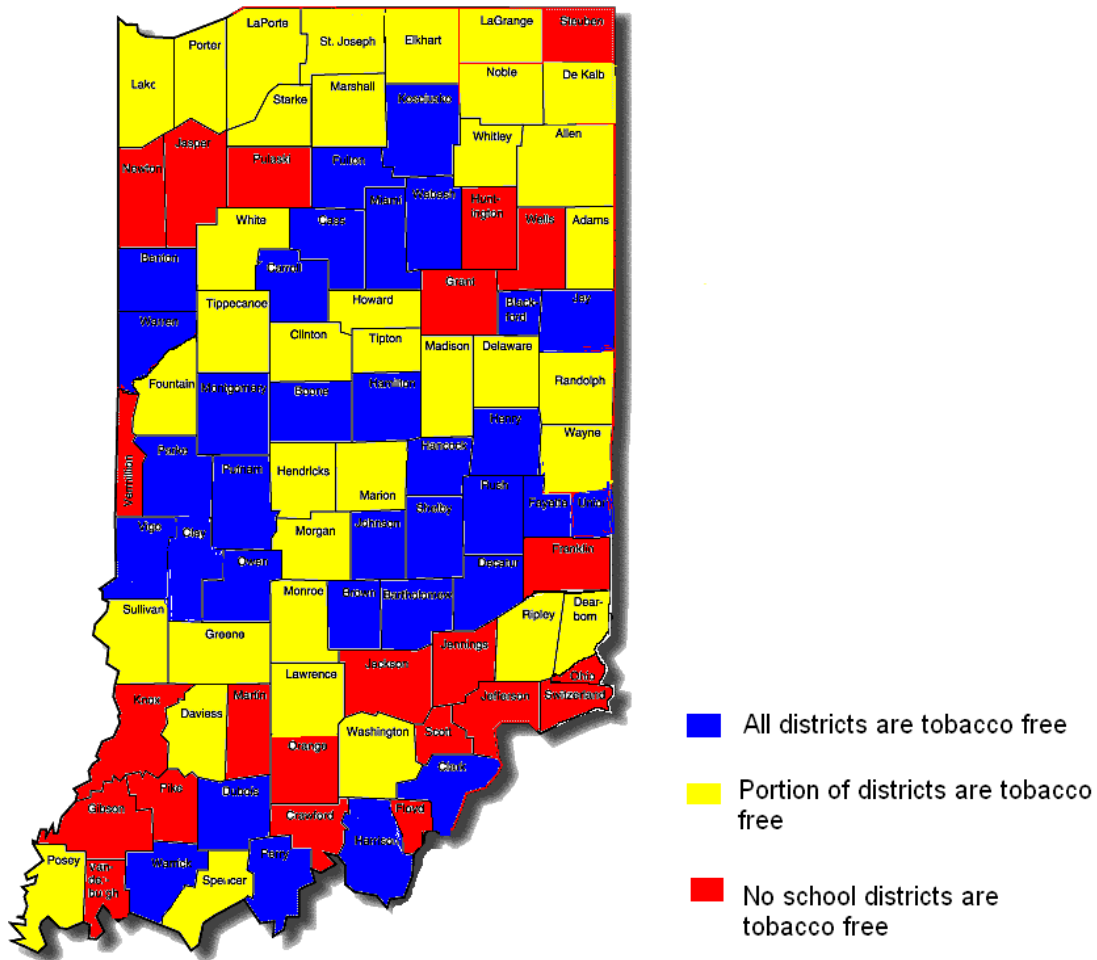 LaPorte
LaGrange
Steuben
Porter
St. Joseph
Elkhart
Noble
De Kalb
Lake
Marshall
Starke
Kosciusko
Whitley
Allen
Jasper
Newton
Pulaski
Fulton
Miami
Wabash
Hunt-
ington
Wells
Adams
White
Cass
Benton
Carroll
Grant
Tippecanoe
Howard
Black-
ford
Jay
Warren
Clinton
Tipton
Madison
Delaware
Fountain
Montgomery
Boone
Hamilton
Randolph
Henry
Wayne
Parke
Putnam
Hendricks
Marion
Hancock
Vermillion
Rush
Fayette
Union
Shelby
Vigo
Clay
Morgan
Johnson
Owen
Franklin
Decatur
Monroe
Brown
Bartholomew
Sullivan
Greene
Ripley
Dear-
born
Jennings
Jackson
Lawrence
Ohio
Knox
Martin
Jefferson
Switzerland
Daviess
Washington
Scott
Orange
Clark
Pike
Dubois
Gibson
Crawford
Floyd
Harrison
Posey
Van-
de-
burgh
Warrick
Perry
Spencer
All districts are tobacco free
Portion of districts are tobacco
free
No school districts are
tobacco free